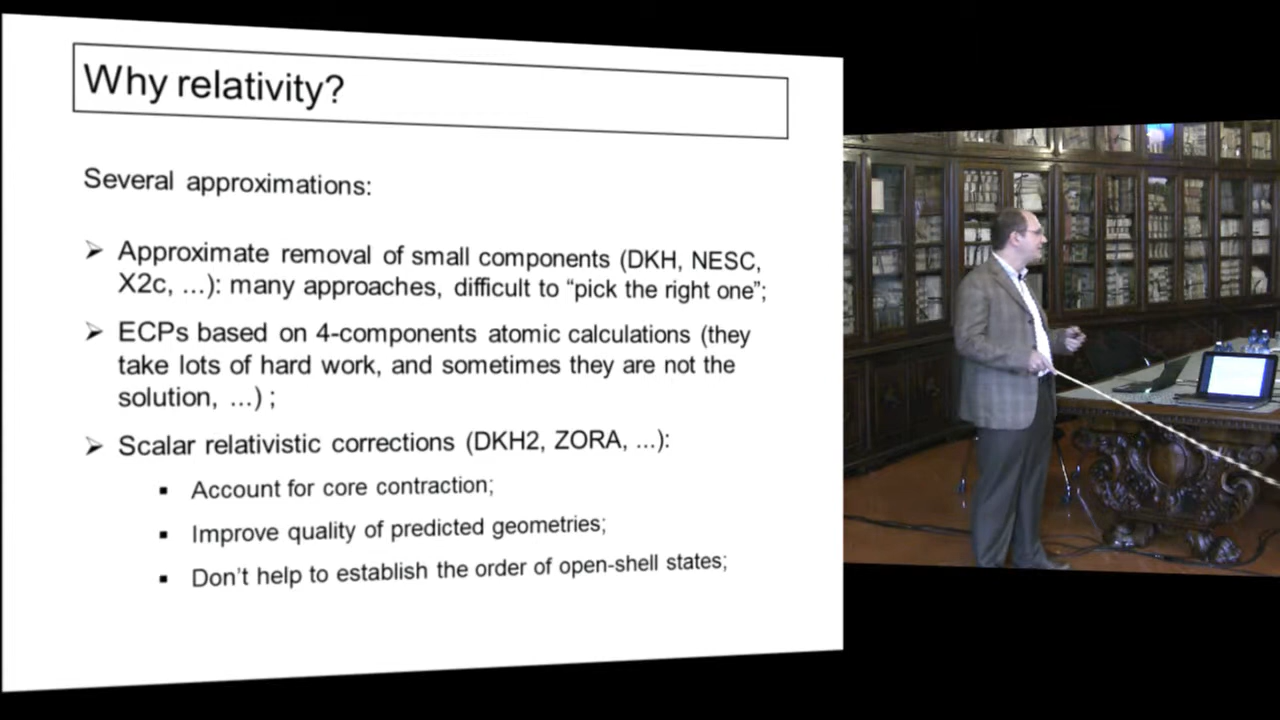 Why relativity?
Several approximations:
➢ Approximate removal of small components (DKH, NESC,
X2c, ...): many approaches, difficult to “pick the right one”;
➢ ECPs based on 4-components atomic calculations (they
take lots of hard work, and sometimes they are not the
solution, ...) ;
➢ Scalar relativistic corrections (DKH2, ZORA, ...):
▪ Account for core contraction;
▪ Improve quality of predicted geometries;
▪ Don’t help to establish the order of open-shell states;